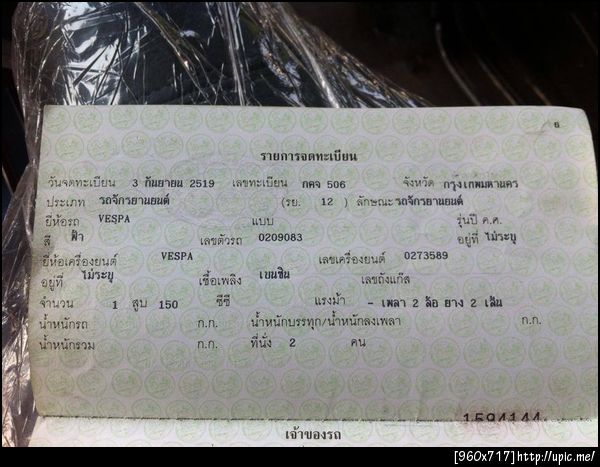 6
รายการจดทะเบียน
วันจดทะเบียน 3 กันยายน 2519 เลขทะเบียน กคจ 506 จังหวัด กรุงเทพมหานคร
ประเภท รถจักรยานยนต์ (รย. 12 ) ลักษณะ รถจักรยานยนต์
ยี่ห้อรถ VESPA แบบ รุ่นปี ค.ศ.
สี ฟ้า เลขตัวรถ 0209083 อยู่ที่ ไม่ระบุ
ยี่ห้อเครื่องยนต์ VESPA เลขเครื่องยนต์ 0273589
อยู่ที่ ไม่ระบุ เชื้อเพลิง เบนซิน เลขถังแก๊ส
จำนวน 1 สูบ 150 ซีซี แรงม้า - เพลา 2 ล้อ ยาง 2 เส้น
น้ำหนักรถ ก.ก. น้ำหนักบรรทุก/น้ำหนักลงเพลา ก.ก.
น้ำหนักรวม ก.ก. ที่นั่ง 2 คน
1594144
เจ้าของรถ
[960x717]http://upic.me/